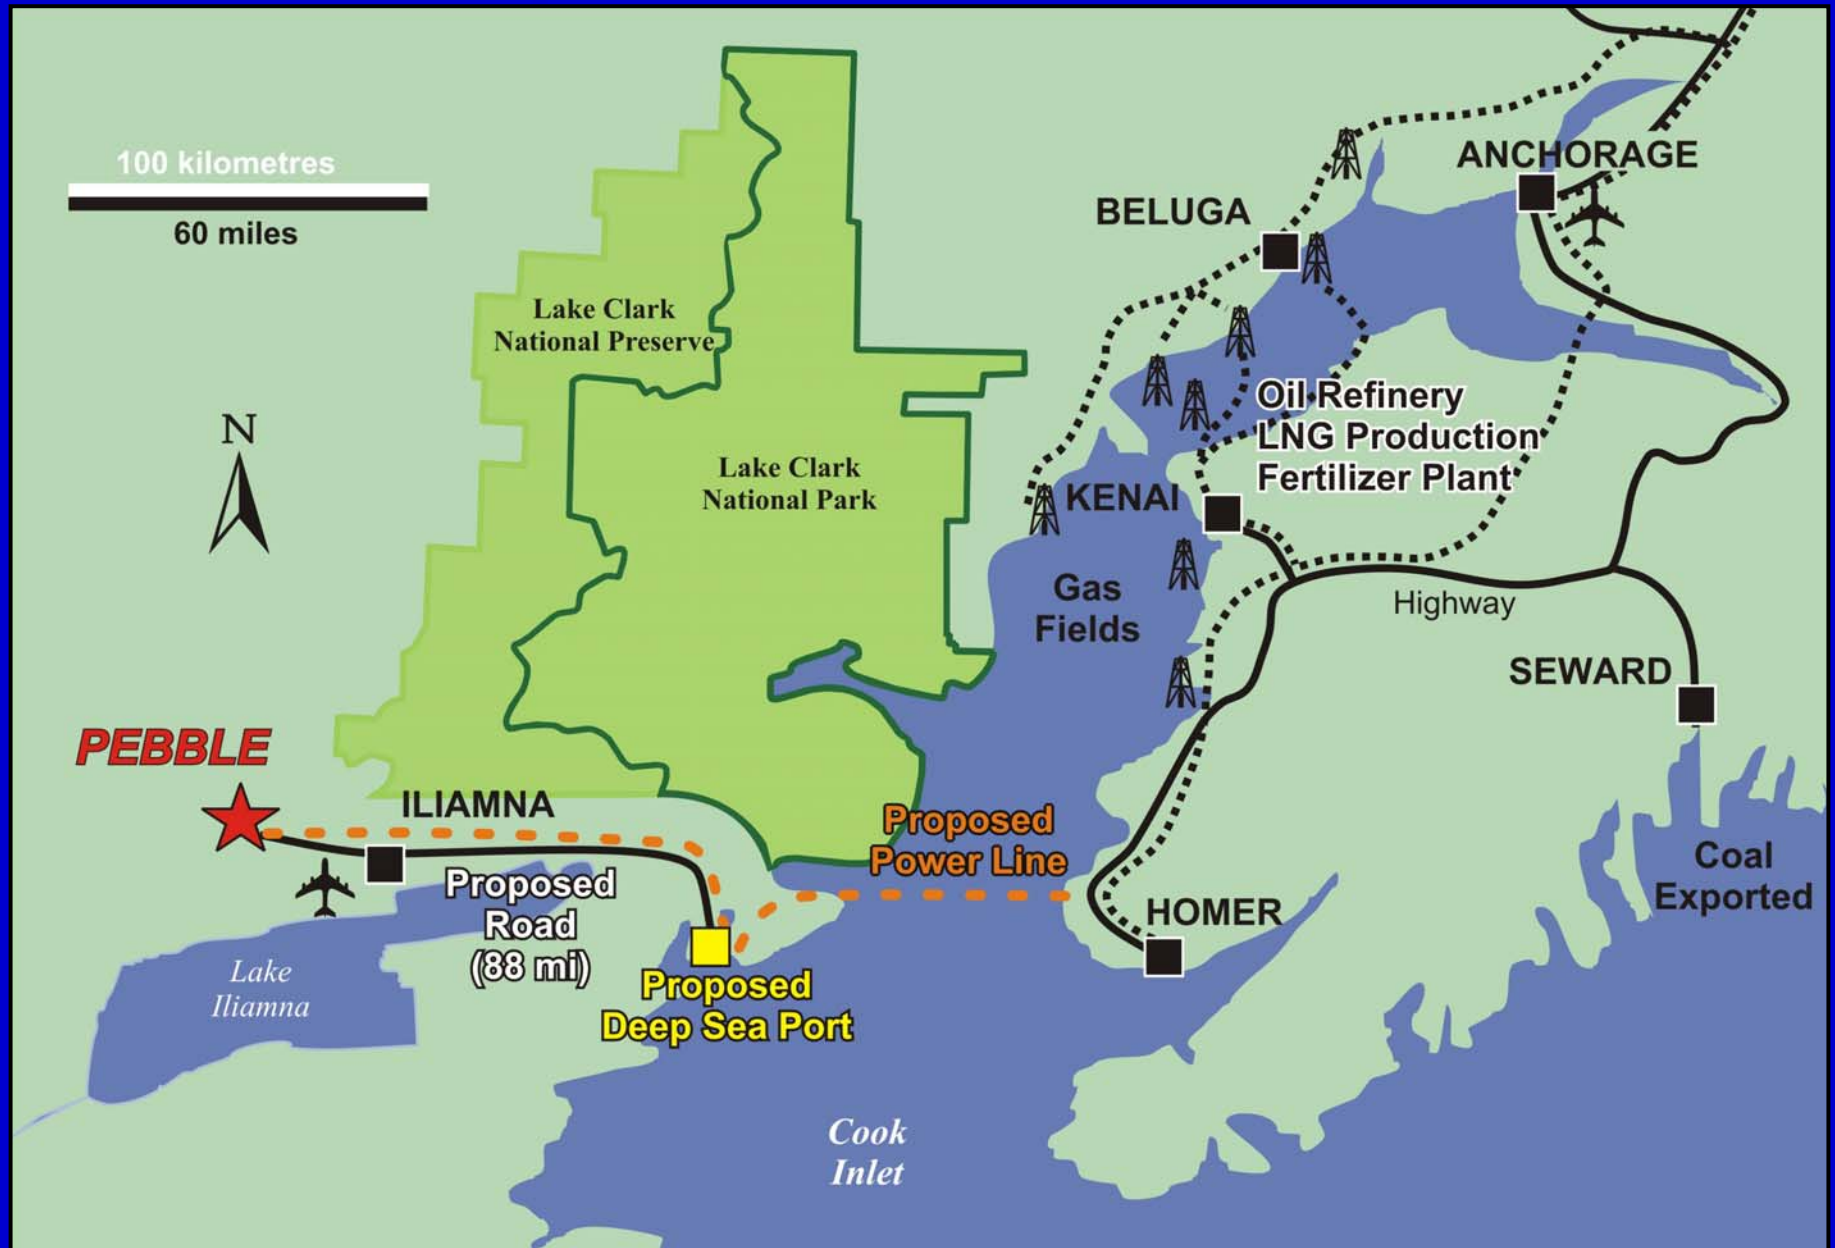 100 kilometres
60 miles
N
ANCHORAGE
BELUGA
Lake Clark
National Preserve
Oil Refinery
LNG Production
Fertilizer Plant
Lake Clark
National Park
KENAI
Gas
Fields
Highway
SEWARD
PEBBLE
ILIAMNA
Proposed
Power Line
Coal
Exported
Proposed
Road
(88 mi)
HOMER
Lake
Iliamna
Proposed
Deep Sea Port
Cook
Inlet